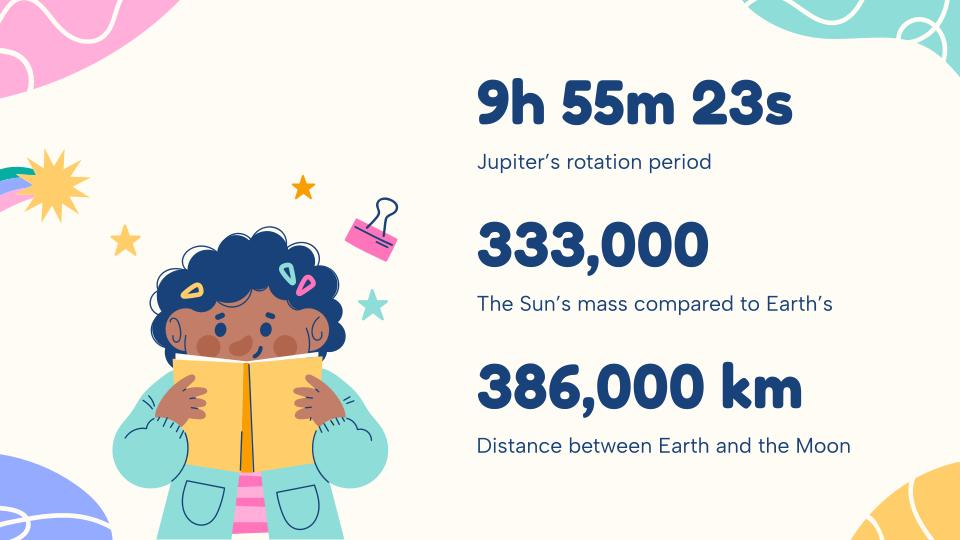 9h 55m 23s
Jupiter’s rotation period
333,000
The Sun’s mass compared to Earth’s
386,000 km
Distance between Earth and the Moon